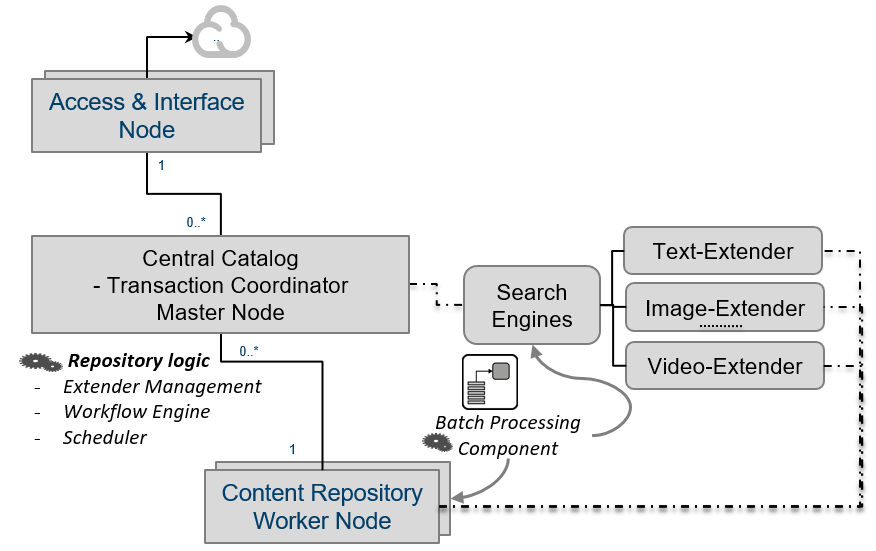 ..
Access & Interface
Node
1
0..*
Central Catalog
- Transaction Coordinator
Master Node
Search
Engines
Text-Extender
Image-Extender
Video-Extender
0..*
Repository logic
- Extender Management
- Workflow Engine
- Scheduler
Batch Processing
Component
1
Content Repository
Worker Node